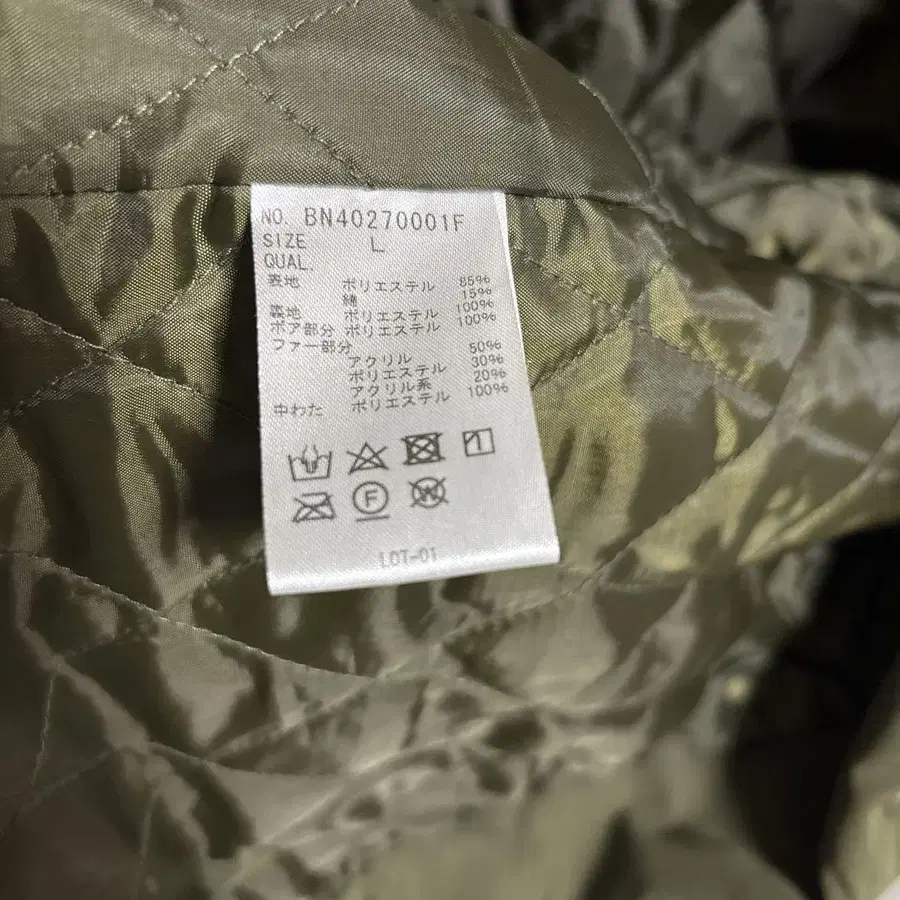 NO. BN40270001F
SIZE L
QUAL.
表地 ポリエステル 85%
綿 15%
裏地 ポリエステル 100%
ボア部分 ポリエステル 100%
ファー部分
アクリル 50%
ポリエステル 30%
アクリル系 20%
中わた ポリエステル 100%
F W
LOT-01